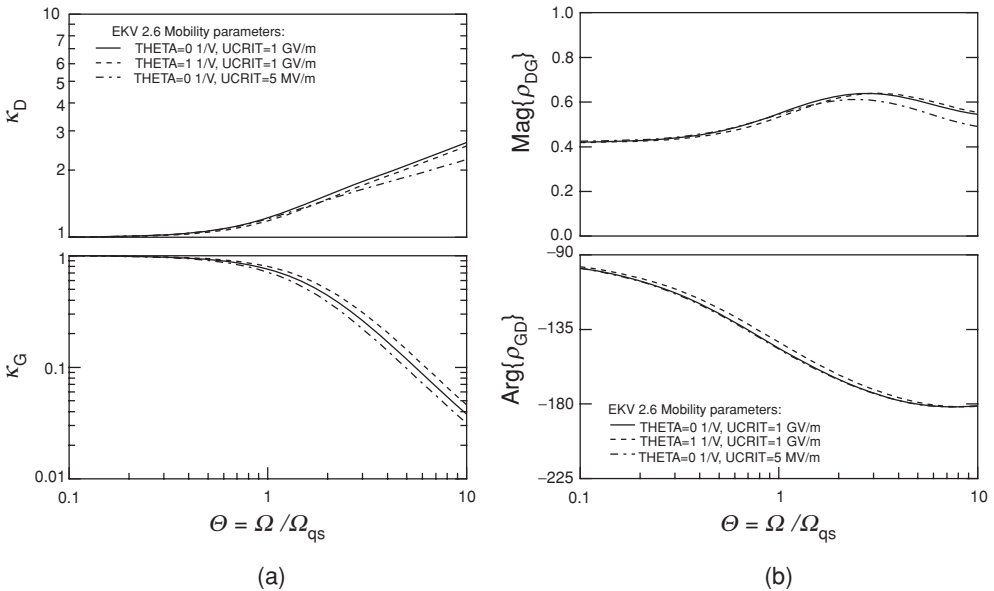 10
9
8
7
6
5
4
3
2
1
κD
EKV 2.6 Mobility parameters:
THETA=0 1/V, UCRIT=1 GV/m
THETA=1 1/V, UCRIT=1 GV/m
THETA=0 1/V, UCRIT=5 MV/m
1
0.1
0.01
κG
0.1
1
10
Θ = Ω /Ωqs
(a)
1.0
0.8
0.6
0.4
0.2
0.0
Mag{ρDG}
−90
−135
−180
−225
Arg{ρGD}
EKV 2.6 Mobility parameters:
THETA=0 1/V, UCRIT=1 GV/m
THETA=1 1/V, UCRIT=1 GV/m
THETA=0 1/V, UCRIT=5 MV/m
0.1
1
10
Θ = Ω /Ωqs
(b)